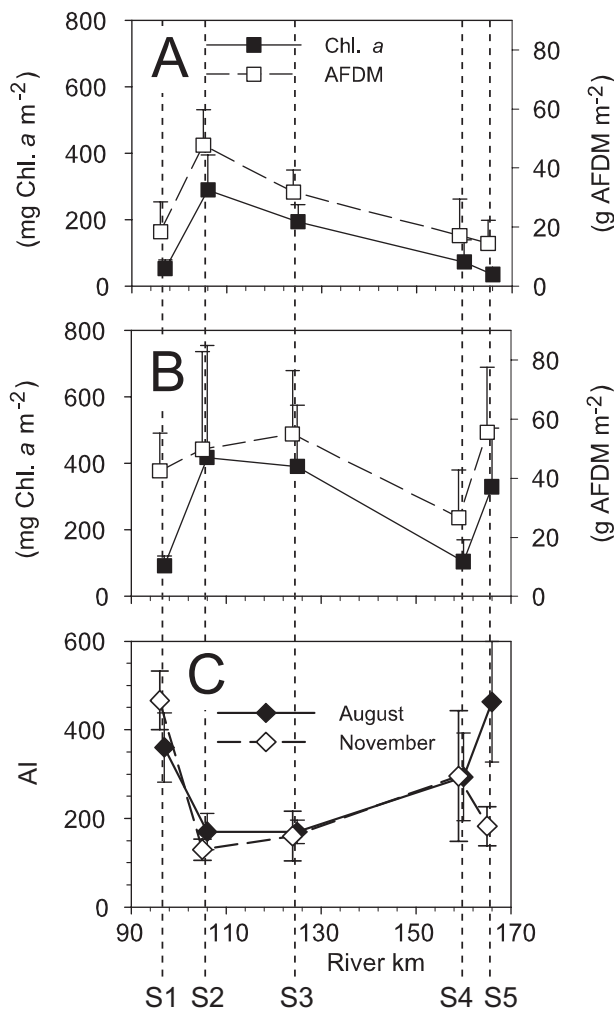 A
Chl. a
AFDM
800
600
400
200
0
80
60
40
20
0
(mg Chl. a m-2)
(g AFDM m-2)
B
800
600
400
200
0
80
60
40
20
0
(mg Chl. a m-2)
(g AFDM m-2)
C
August
November
600
400
200
0
AI
90 110 130 150 170
River km
S1 S2 S3 S4 S5